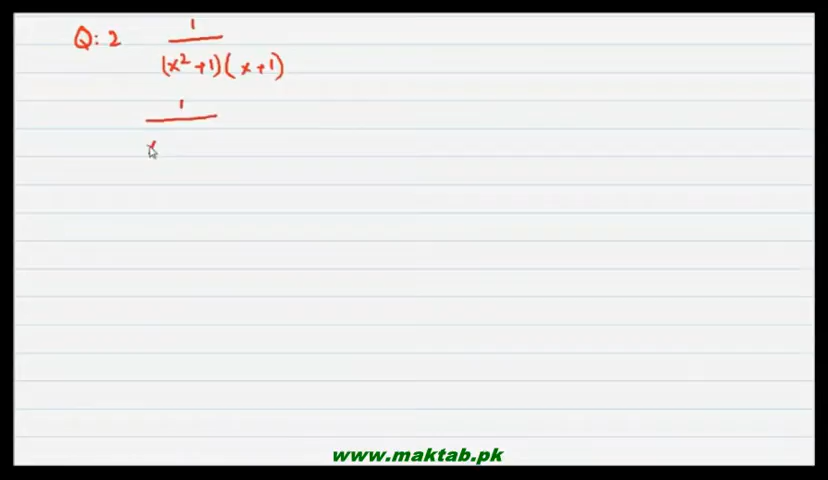 Q: 2 1/((x² + 1)(x + 1))
1
www.maktab.pk